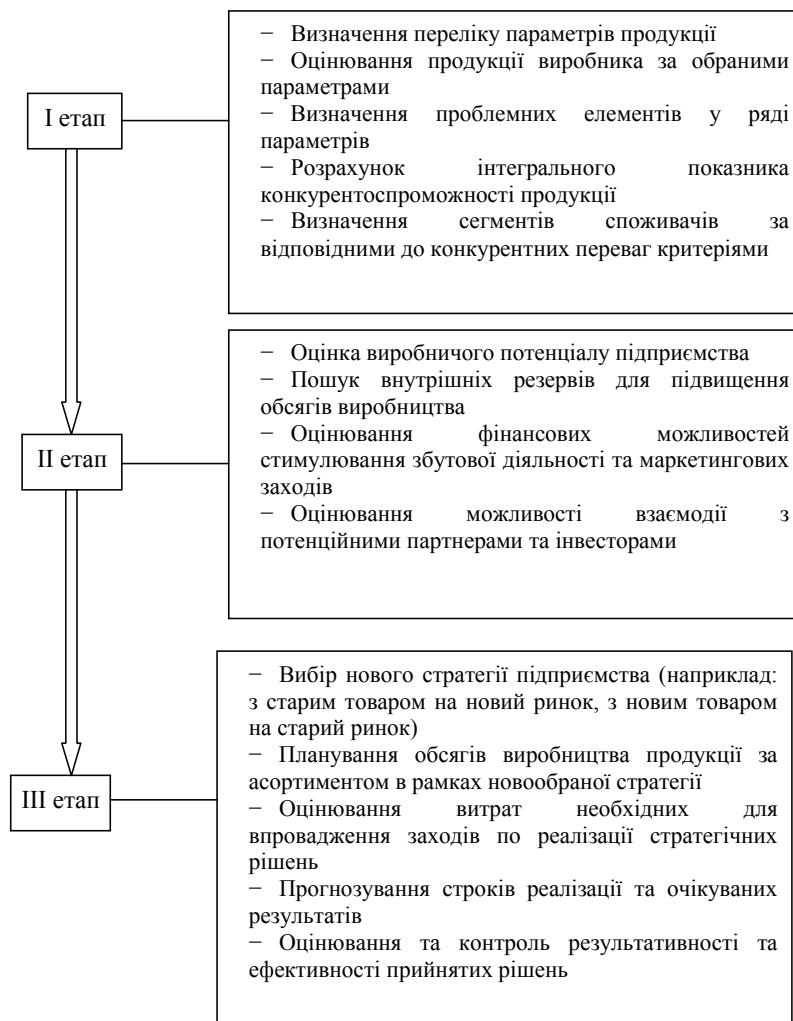 − Визначення переліку параметрів продукції
− Оцінювання продукції виробника за обраними
параметрами
− Визначення проблемних елементів у ряді
параметрів
− Розрахунок інтегрального показника
конкурентоспроможності продукції
− Визначення сегментів споживачів за
відповідними до конкурентних переваг критеріями
І етап
− Оцінка виробничого потенціалу підприємства
− Пошук внутрішніх резервів для підвищення
обсягів виробництва
− Оцінювання фінансових можливостей
стимулювання збутової діяльності та маркетингових
заходів
− Оцінювання можливості взаємодії з
потенційними партнерами та інвесторами
ІІ етап
− Вибір нового стратегії підприємства (наприклад:
з старим товаром на новий ринок, з новим товаром
на старий ринок)
− Планування обсягів виробництва продукції за
асортиментом в рамках новообраної стратегії
− Оцінювання витрат необхідних для
впровадження заходів по реалізації стратегічних
рішень
− Прогнозування строків реалізації та очікуваних
результатів
− Оцінювання та контроль результативності та
ефективності прийнятих рішень
ІІІ етап